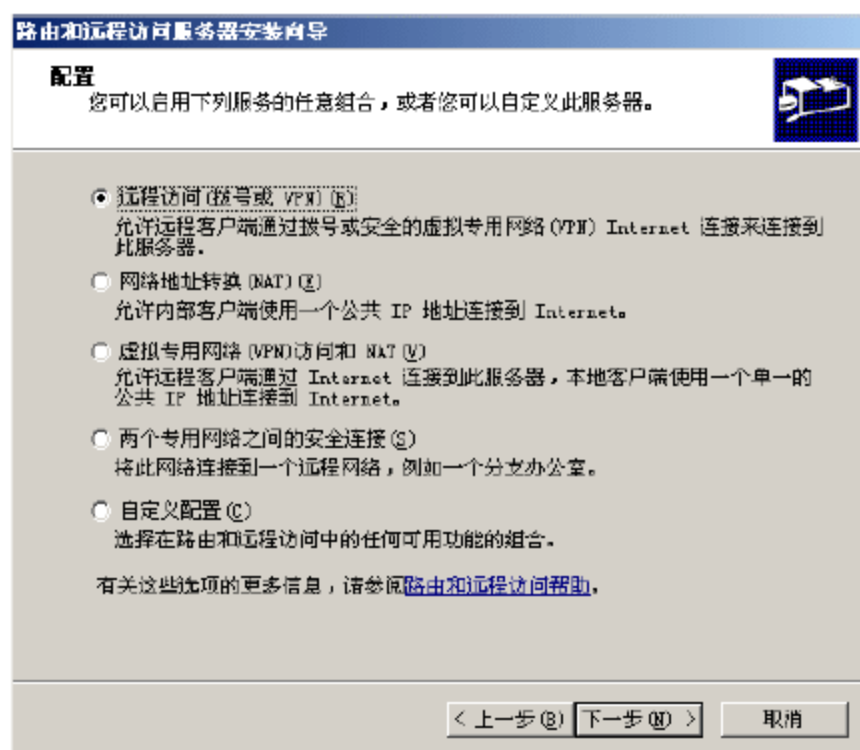 路由和远程访问服务器安装向导
配置
您可以启用下列服务的任意组合，或者您可以自定义此服务器。
远程访问(拨号或 VPN)(R)
允许远程客户端通过拨号或安全的虚拟专用网络(VPN) Internet 连接来连接到
此服务器。
网络地址转换(NAT)(E)
允许内部客户端使用一个公共 IP 地址连接到 Internet。
虚拟专用网络(VPN)访问和 NAT(V)
允许远程客户端通过 Internet 连接到此服务器，本地客户端使用一个单一的
公共 IP 地址连接到 Internet。
两个专用网络之间的安全连接(S)
将此网络连接到一个远程网络，例如一个分支办公室。
自定义配置(C)
选择在路由和远程访问中的任何可用功能的组合。
有关这些选项的更多信息，请参阅路由和远程访问帮助。
< 上一步(B) 下一步(N) > 取消